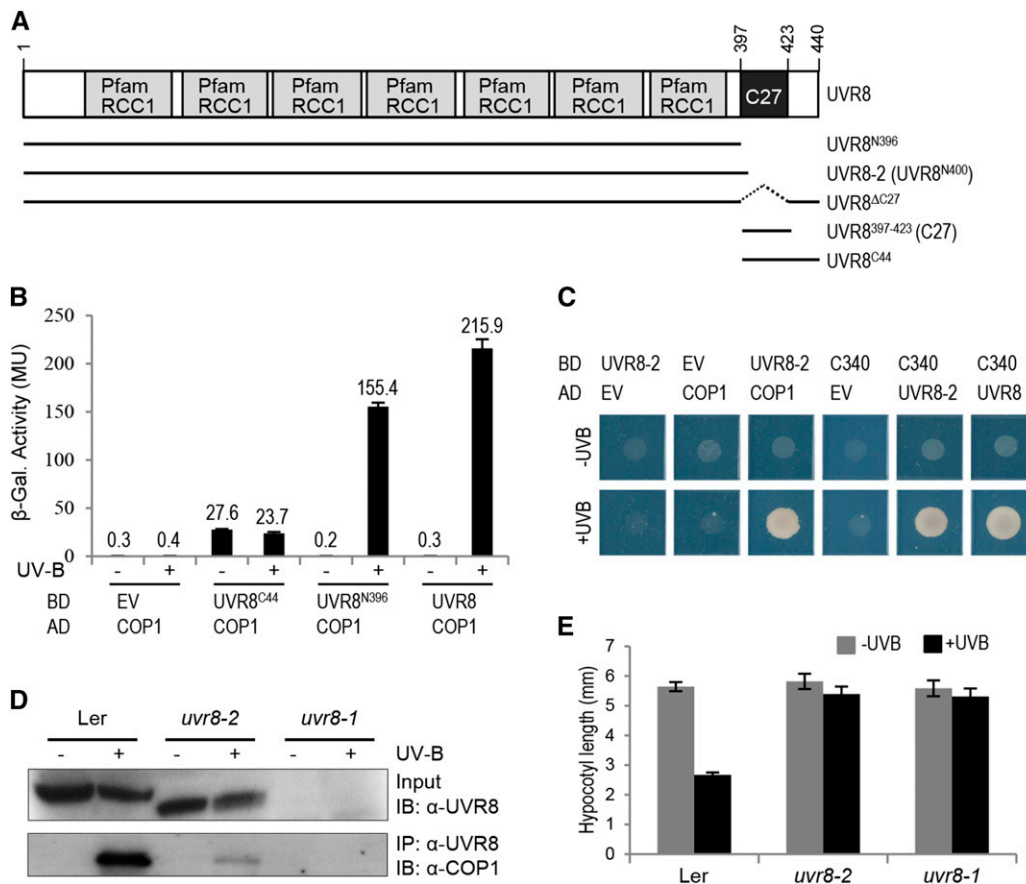 A
1
397
423
440
Pfam RCC1 Pfam RCC1 Pfam RCC1 Pfam RCC1 Pfam RCC1 Pfam RCC1 Pfam RCC1 C27 UVR8
UVR8N396
UVR8-2 (UVR8N400)
UVR8ΔC27
UVR8397-423 (C27)
UVR8C44
B
β-Gal. Activity (MU)
250
200
150
100
50
0
0.3 0.4 27.6 23.7 0.2 155.4 0.3 215.9
UV-B - + - + - + - +
BD EV UVR8C44 UVR8N396 UVR8
AD COP1 COP1 COP1 COP1
C
BD UVR8-2 EV UVR8-2 C340 C340 C340
AD EV COP1 COP1 EV UVR8-2 UVR8
-UVB
+UVB
D
Ler uvr8-2 uvr8-1
- + - + - + UV-B
Input
IB: α-UVR8
IP: α-UVR8
IB: α-COP1
E
-UVB +UVB
Hypocotyl length (mm)
7
6
5
4
3
2
1
0
Ler uvr8-2 uvr8-1